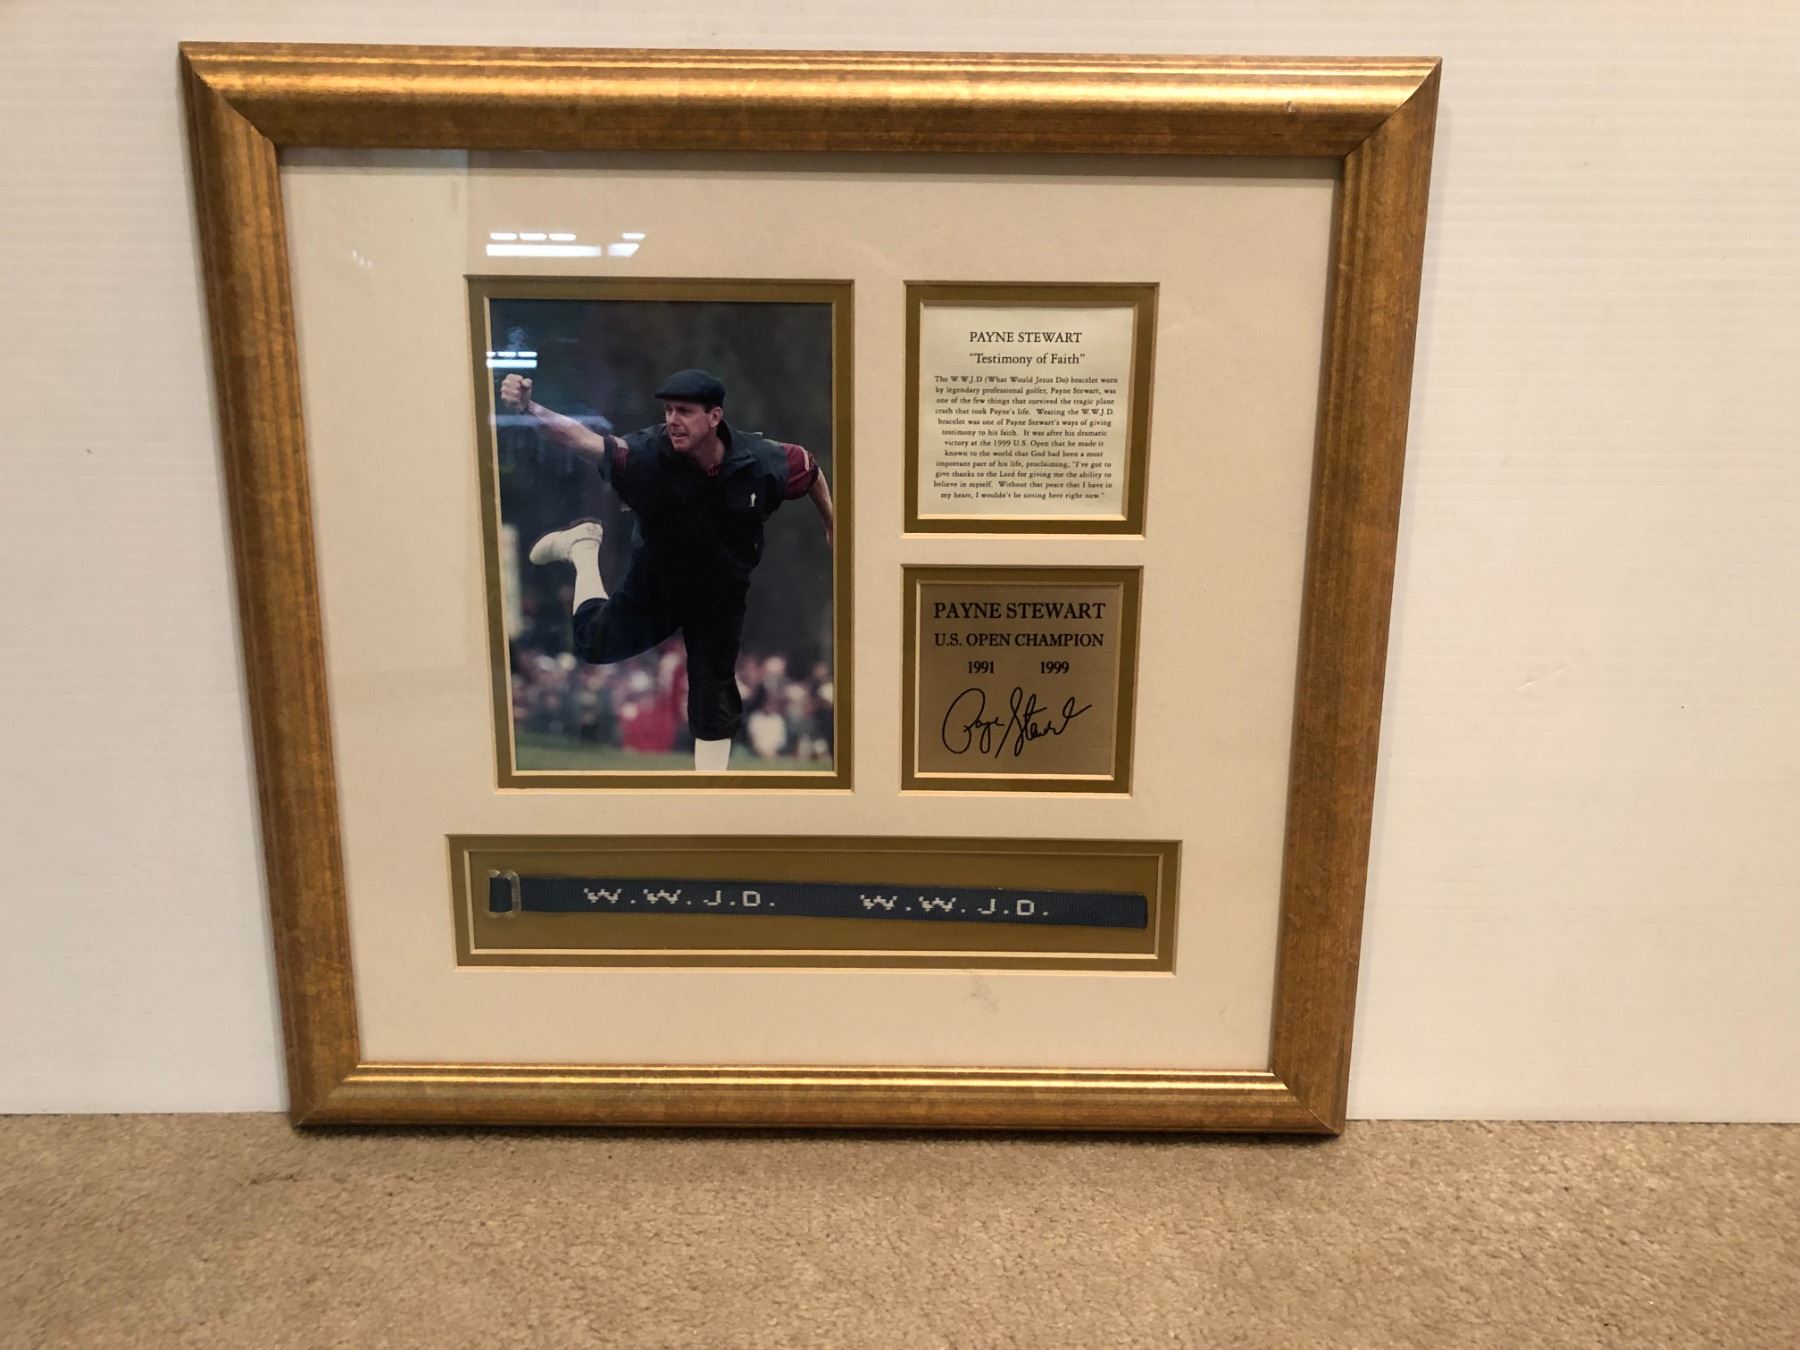 PAYNE STEWART
"Testimony of Faith"
The W.W.J.D (What Would Jesus Do) bracelet worn
by legendary professional golfer, Payne Stewart, was
one of the few things that survived the tragic plane
crash that took Payne's life. Wearing the W.W.J.D.
bracelet was one of Payne Stewart's ways of giving
testimony to his faith. It was after his dramatic
victory at the 1999 U.S. Open that he made it
known to the world that God had been a most
important part of his life, proclaiming, "I've got to
give thanks to the Lord for giving me the ability to
believe in myself. Without that peace that I have in
my heart, I wouldn't be sitting here right now."
PAYNE STEWART
U.S. OPEN CHAMPION
1991 1999
Payne Stewart
W.W.J.D. W.W.J.D.